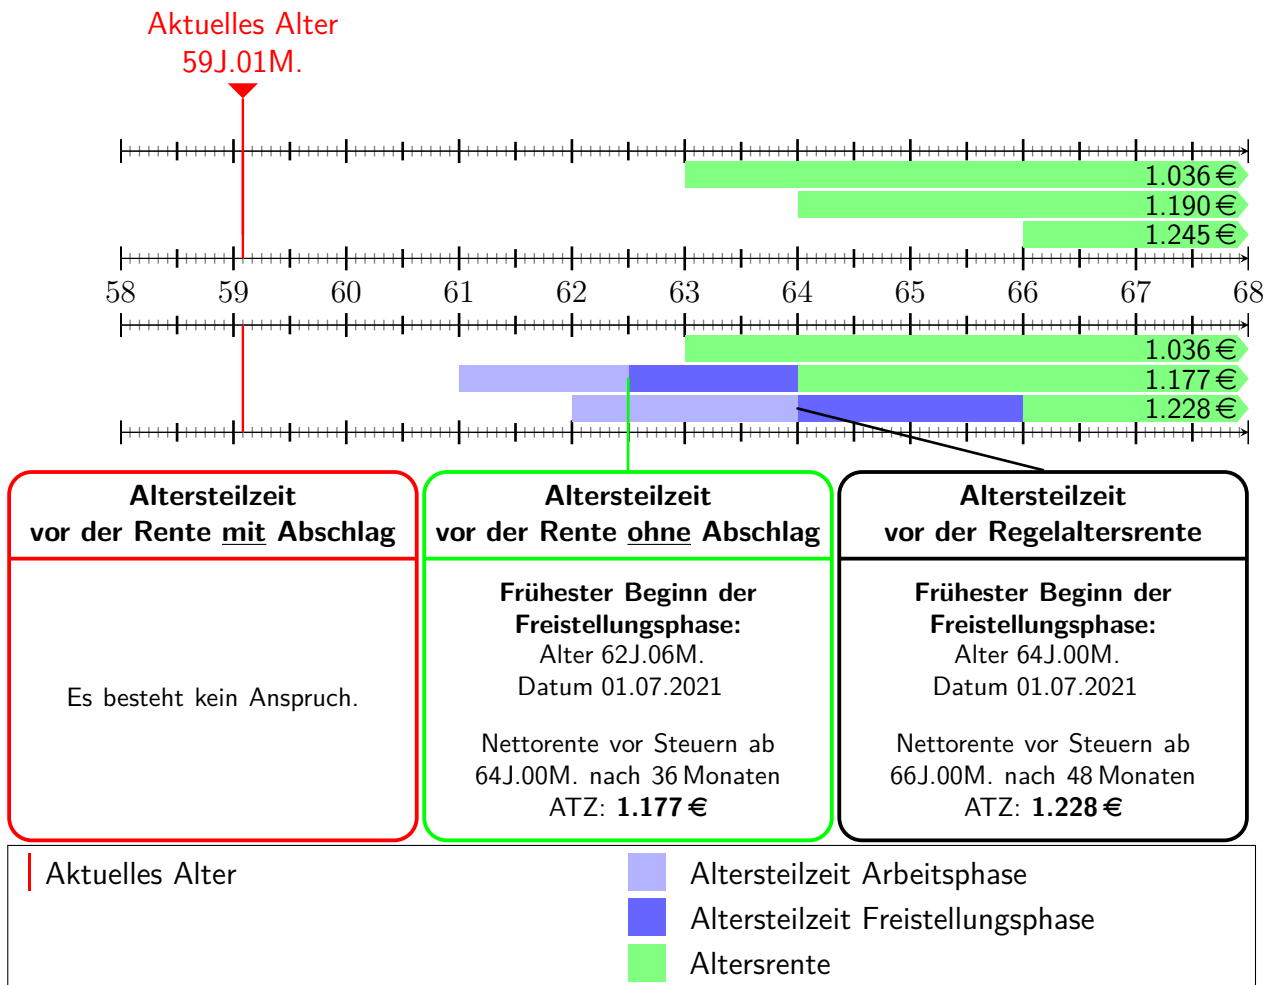 Aktuelles Alter
59J.01M.
1.036 €
1.190 €
1.245 €
58 59 60 61 62 63 64 65 66 67 68
1.036 €
1.177 €
1.228 €
Altersteilzeit
vor der Rente mit Abschlag
Es besteht kein Anspruch.
Altersteilzeit
vor der Rente ohne Abschlag
Frühester Beginn der
Freistellungsphase:
Alter 62J.06M.
Datum 01.07.2021
Nettorente vor Steuern ab
64J.00M. nach 36 Monaten
ATZ: 1.177 €
Altersteilzeit
vor der Regelaltersrente
Frühester Beginn der
Freistellungsphase:
Alter 64J.00M.
Datum 01.07.2021
Nettorente vor Steuern ab
66J.00M. nach 48 Monaten
ATZ: 1.228 €
Aktuelles Alter
Altersteilzeit Arbeitsphase
Altersteilzeit Freistellungsphase
Altersrente